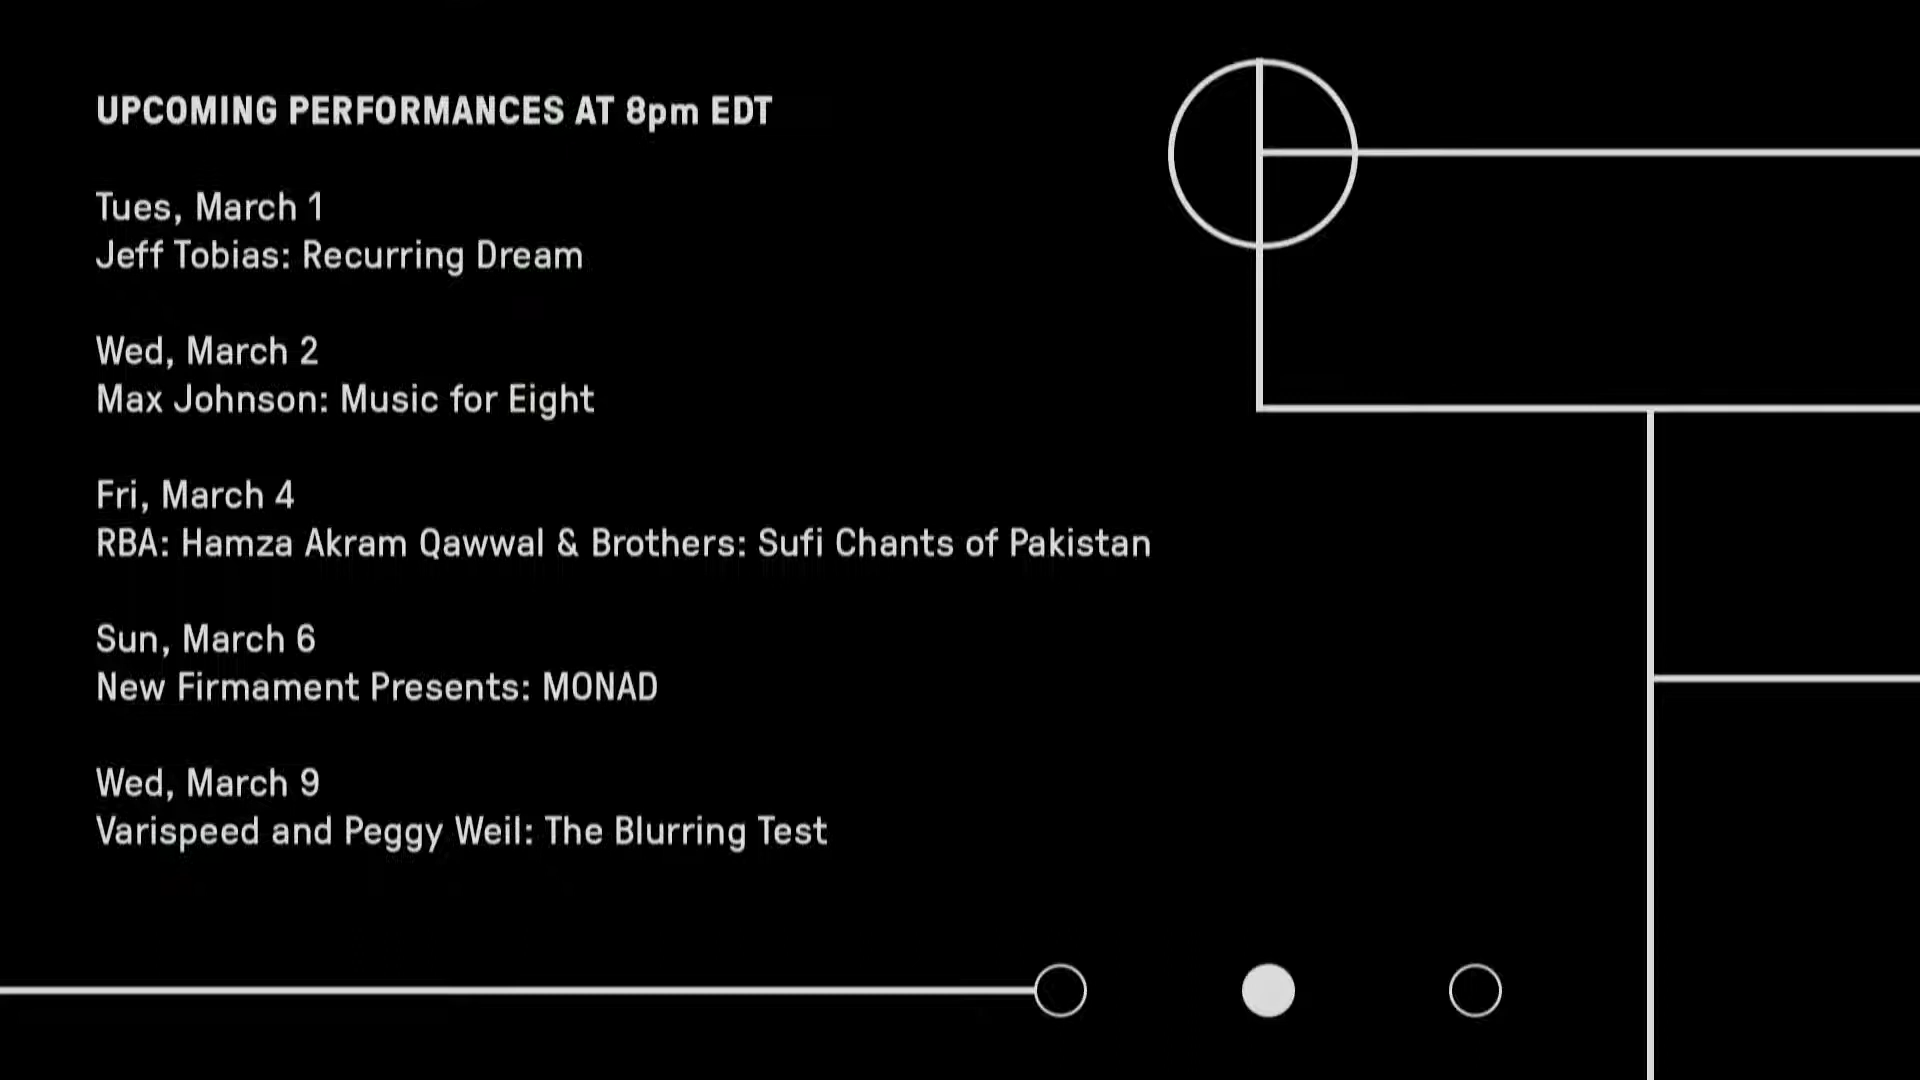 UPCOMING PERFORMANCES AT 8pm EDT
Tues, March 1
Jeff Tobias: Recurring Dream
Wed, March 2
Max Johnson: Music for Eight
Fri, March 4
RBA: Hamza Akram Qawwal & Brothers: Sufi Chants of Pakistan
Sun, March 6
New Firmament Presents: MONAD
Wed, March 9
Varispeed and Peggy Weil: The Blurring Test